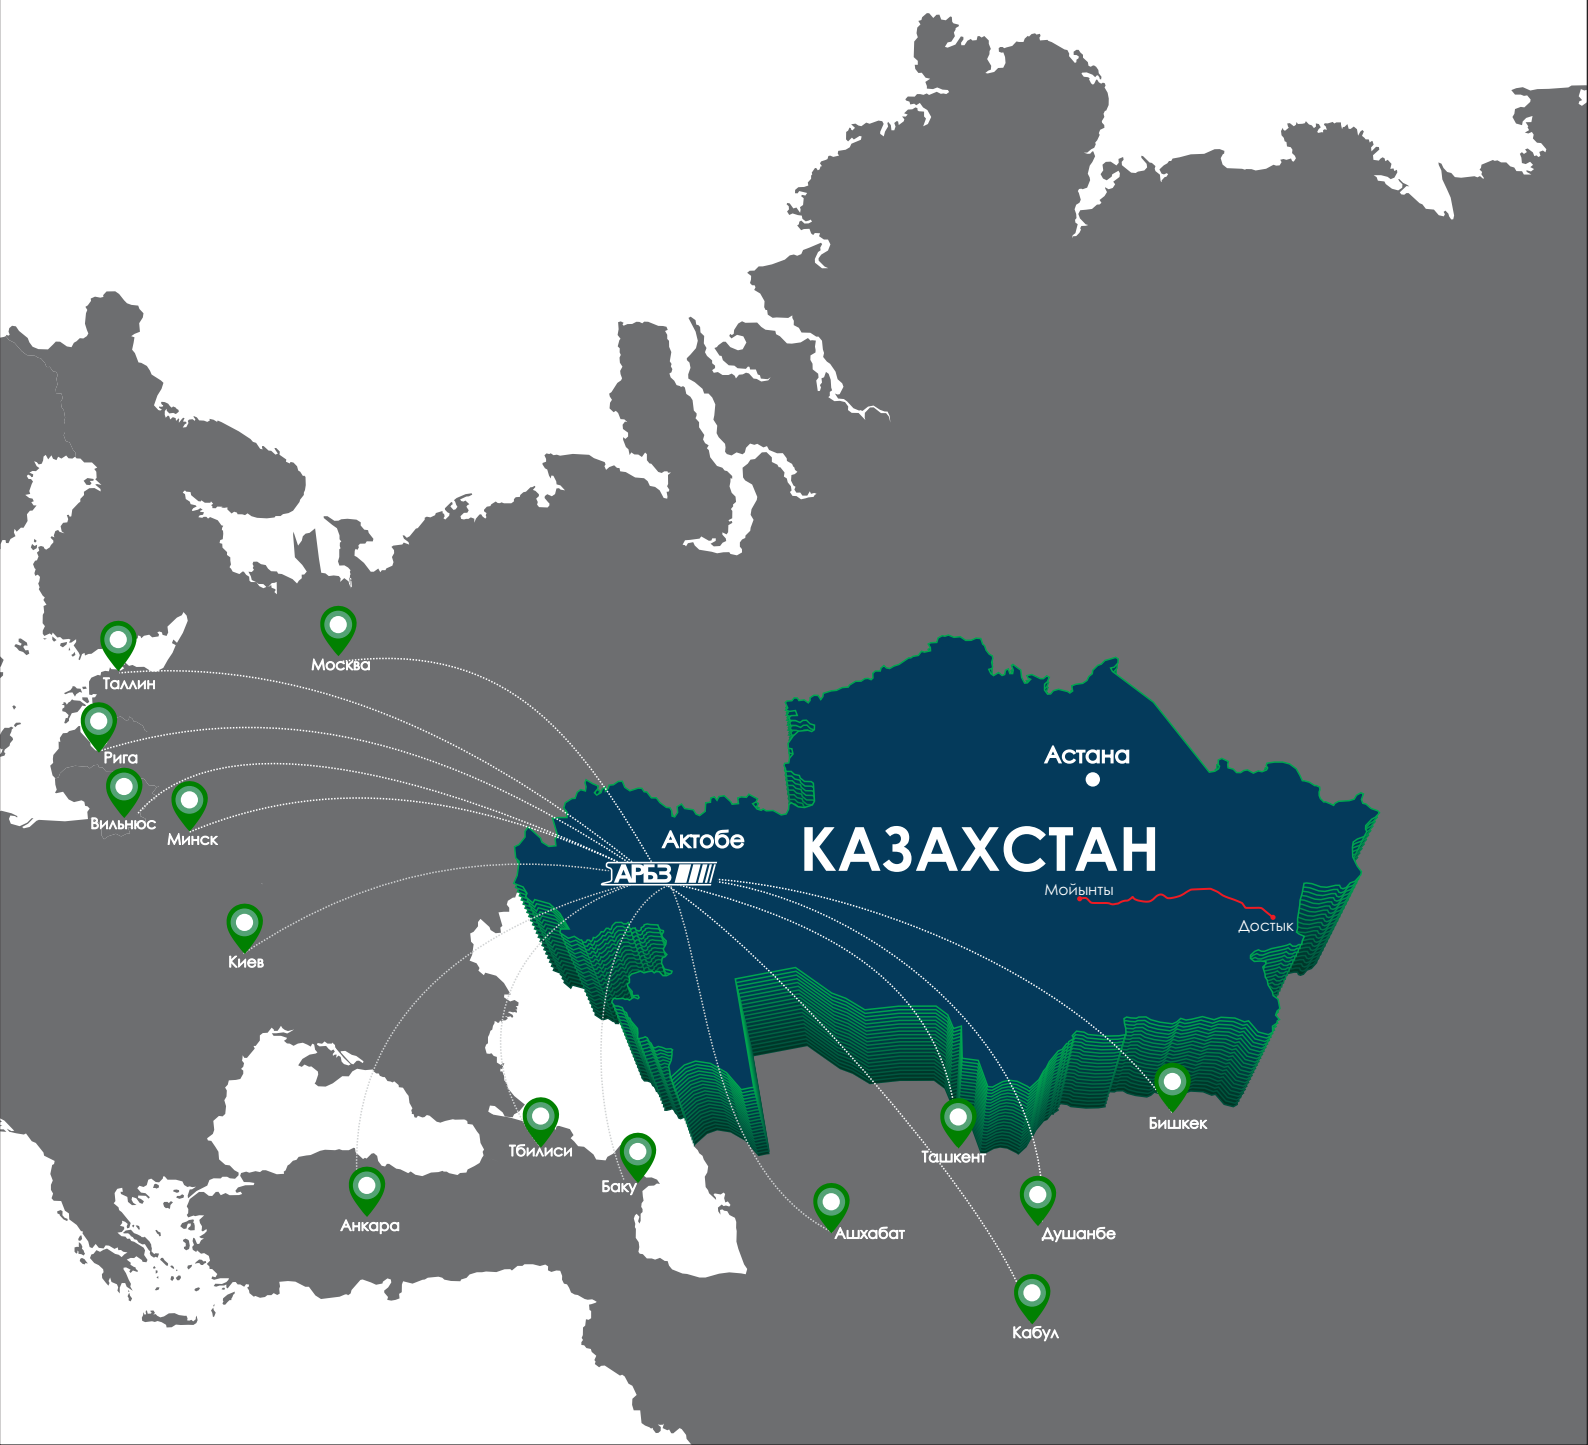 Москва
Таллин
Рига
Вильнюс
Минск
Астана
Актобе
КАЗАХСТАН
АРБЗ
Мойынты
Достык
Киев
Тбилиси
Бишкек
Ташкент
Баку
Анкара
Ашхабат
Душанбе
Кабул